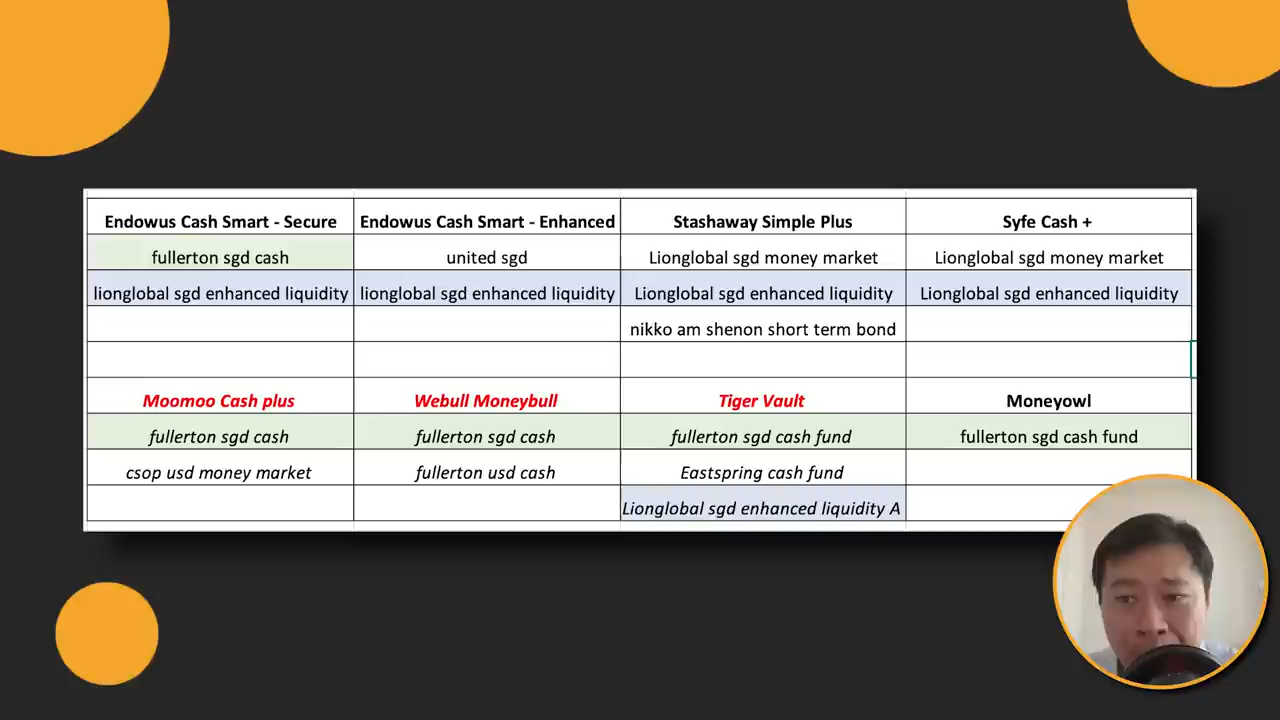 Endowus Cash Smart - Secure Endowus Cash Smart - Enhanced Stashaway Simple Plus Syfe Cash +
fullerton sgd cash united sgd Lionglobal sgd money market Lionglobal sgd money market
lionglobal sgd enhanced liquidity lionglobal sgd enhanced liquidity Lionglobal sgd enhanced liquidity Lionglobal sgd enhanced liquidity
nikko am shenon short term bond
Moomoo Cash plus Webull Moneybull Tiger Vault Moneyowl
fullerton sgd cash fullerton sgd cash fullerton sgd cash fund fullerton sgd cash fund
csop usd money market fullerton usd cash Eastspring cash fund
Lionglobal sgd enhanced liquidity A